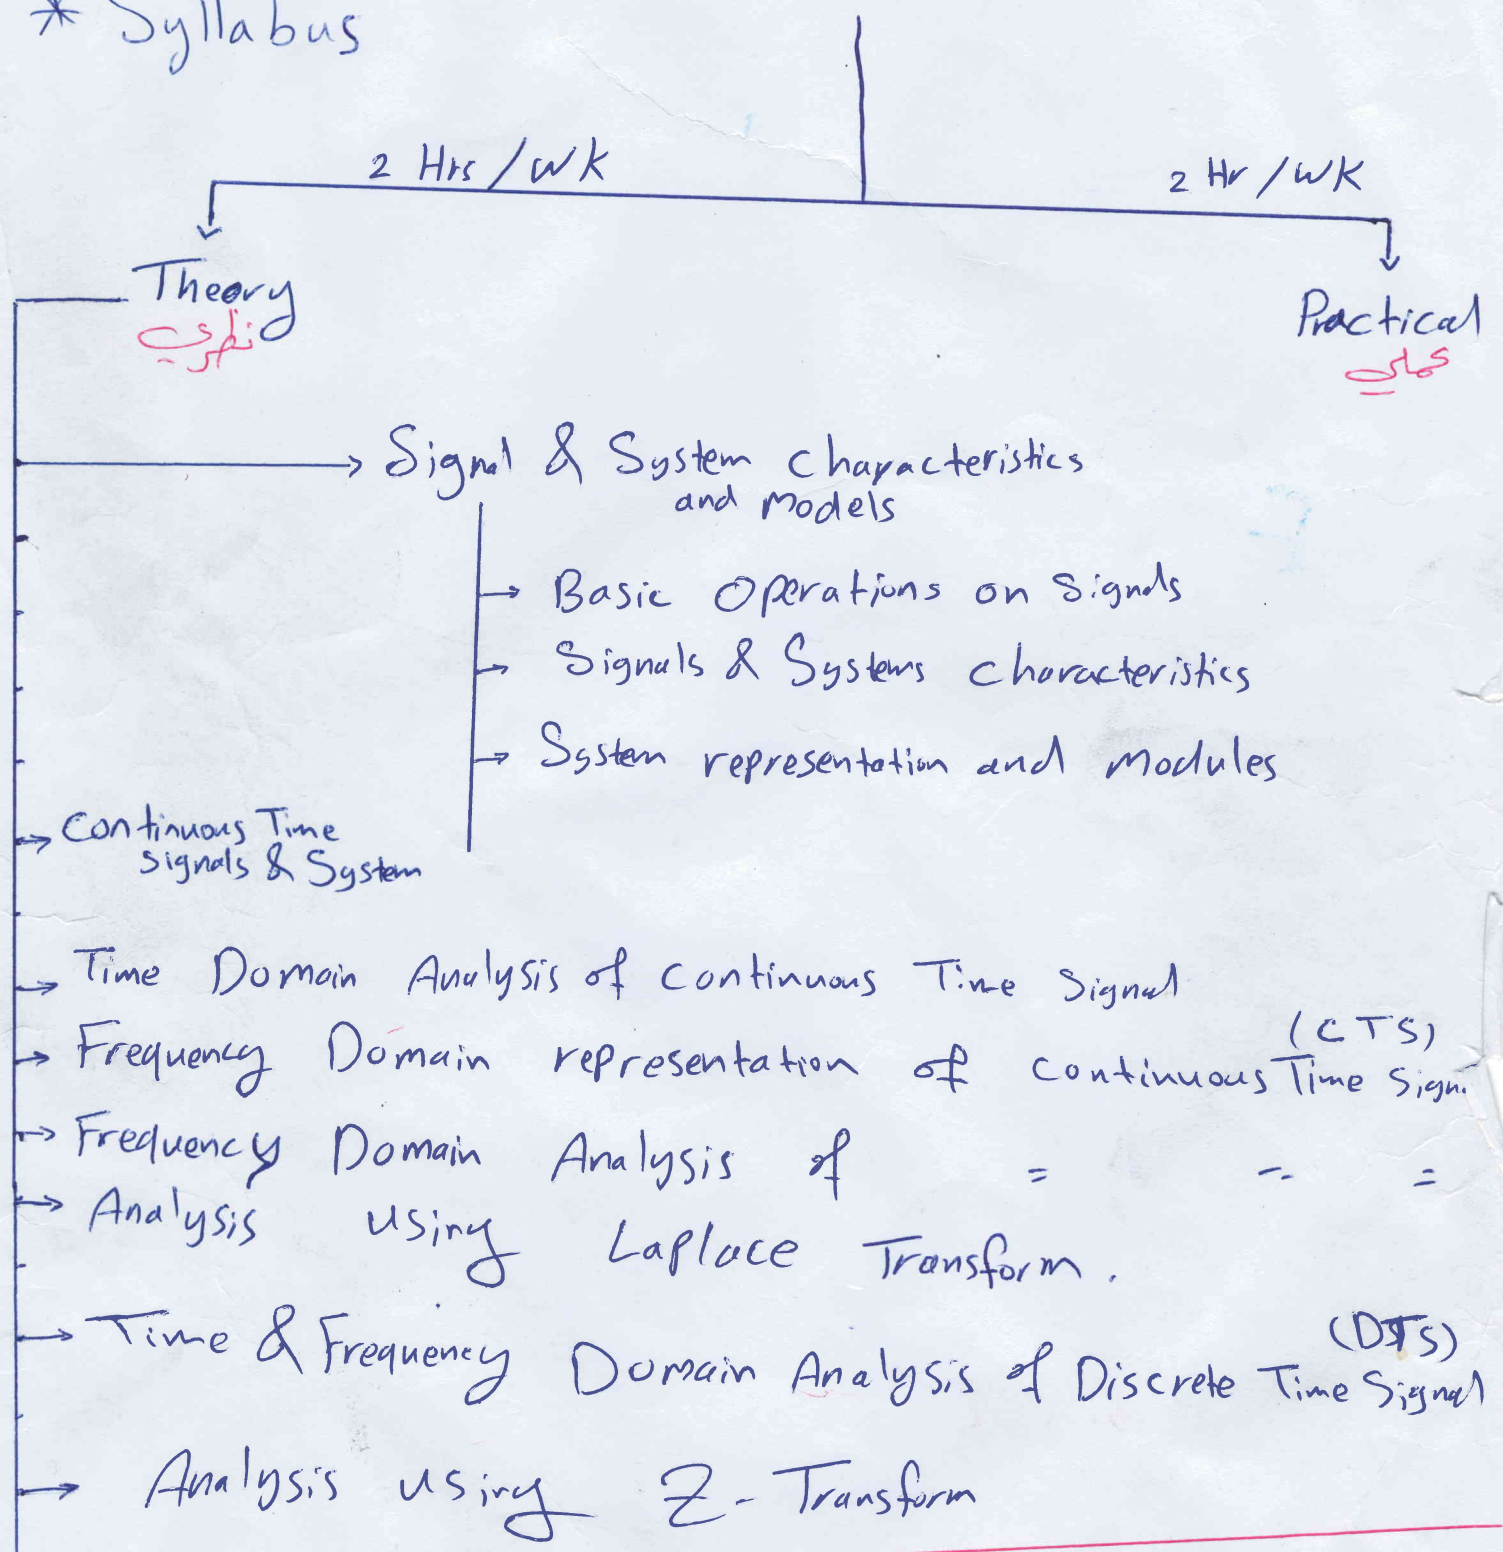 * Syllabus
2 Hrs / WK
2 Hr / WK
Theory
نظري
Practical
عملي
Signal & System characteristics
and models
Basic Operations on Signals
Signals & Systems characteristics
System representation and modules
Continuous Time
Signals & System
Time Domain Analysis of Continuous Time Signal
(CTS)
Frequency Domain representation of continuous Time Sign.
Frequency Domain Analysis of = = =
Analysis using Laplace Transform.
(DTS)
Time & Frequency Domain Analysis of Discrete Time Signal
Analysis using Z-Transform